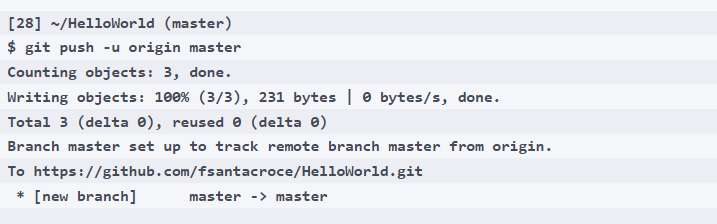 [28] ~/HelloWorld (master)
$ git push -u origin master
Counting objects: 3, done.
Writing objects: 100% (3/3), 231 bytes | 0 bytes/s, done.
Total 3 (delta 0), reused 0 (delta 0)
Branch master set up to track remote branch master from origin.
To https://github.com/fsantacroce/HelloWorld.git
 * [new branch]      master -> master